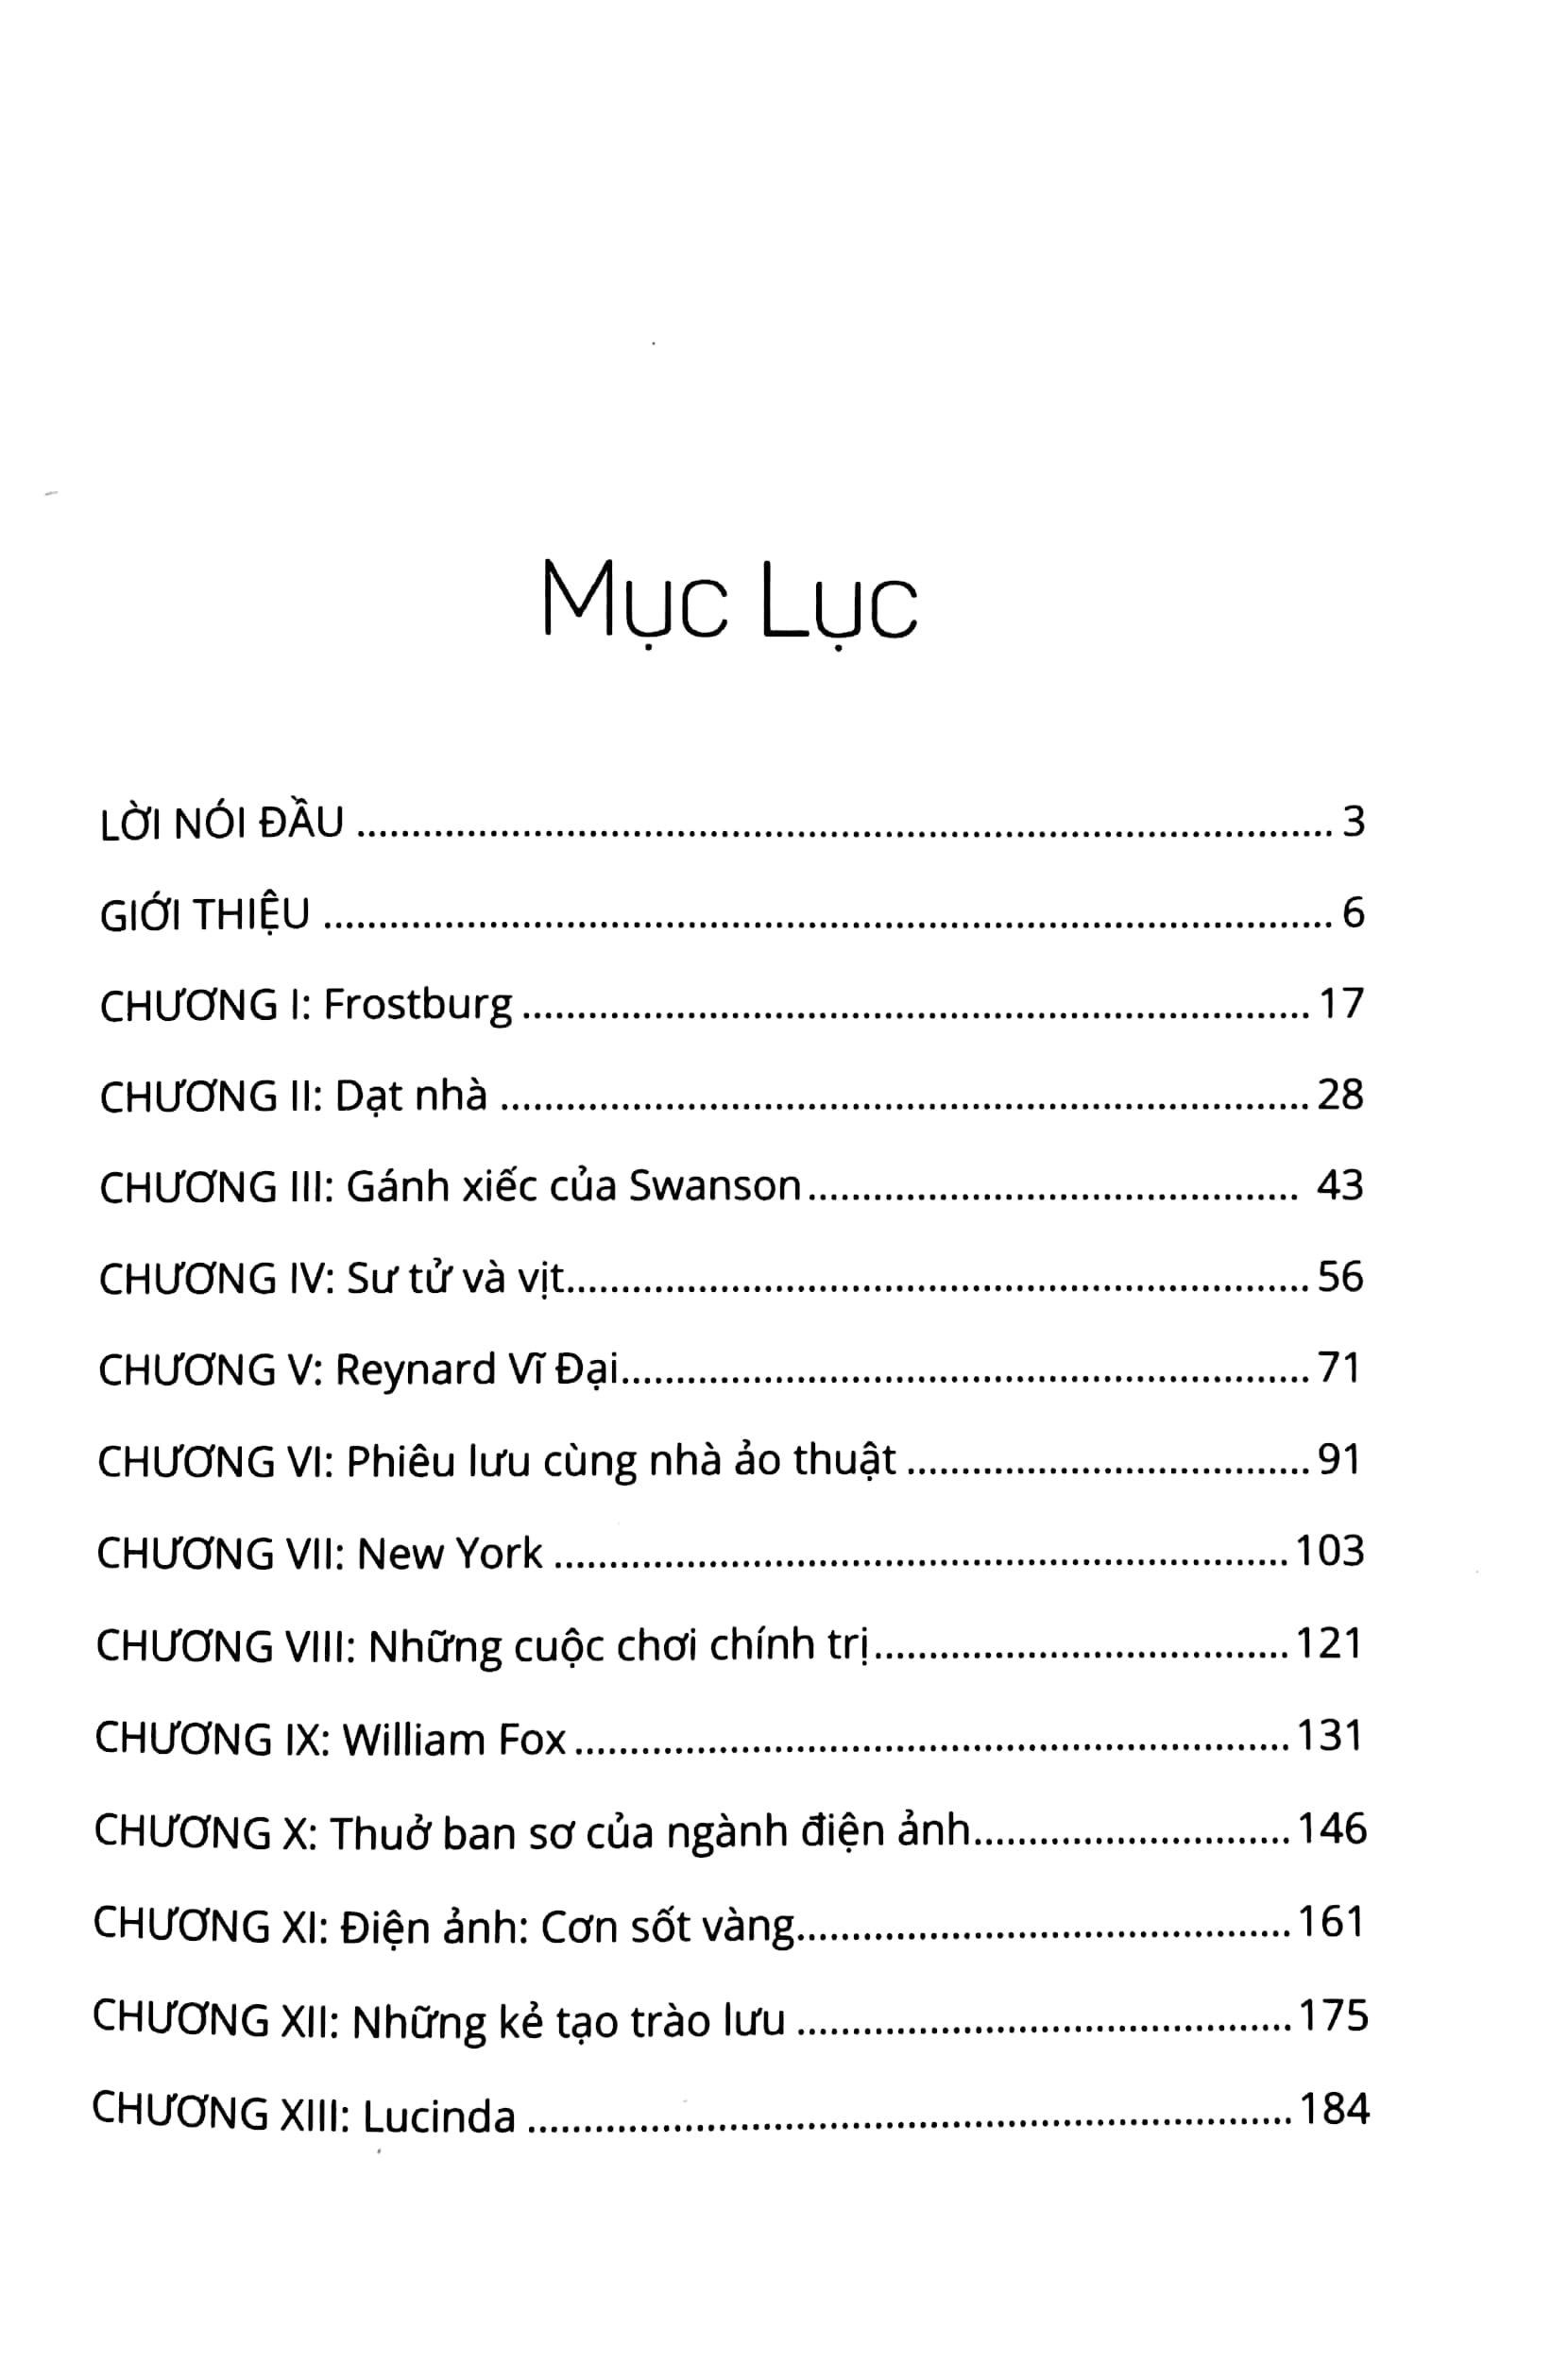 Mục Lục
LỜI NÓI ĐẦU ........................................ 3
GIỚI THIỆU ........................................ 6
CHƯƠNG I: Frostburg ........................................ 17
CHƯƠNG II: Dạt nhà ........................................ 28
CHƯƠNG III: Gánh xiếc của Swanson ........................................ 43
CHƯƠNG IV: Sư tử và vịt ........................................ 56
CHƯƠNG V: Reynard Vĩ Đại ........................................ 71
CHƯƠNG VI: Phiêu lưu cùng nhà ảo thuật ........................................ 91
CHƯƠNG VII: New York ........................................ 103
CHƯƠNG VIII: Những cuộc chơi chính trị ........................................ 121
CHƯƠNG IX: William Fox ........................................ 131
CHƯƠNG X: Thuở ban sơ của ngành điện ảnh ........................................ 146
CHƯƠNG XI: Điện ảnh: Cơn sốt vàng ........................................ 161
CHƯƠNG XII: Những kẻ tạo trào lưu ........................................ 175
CHƯƠNG XIII: Lucinda ........................................ 184